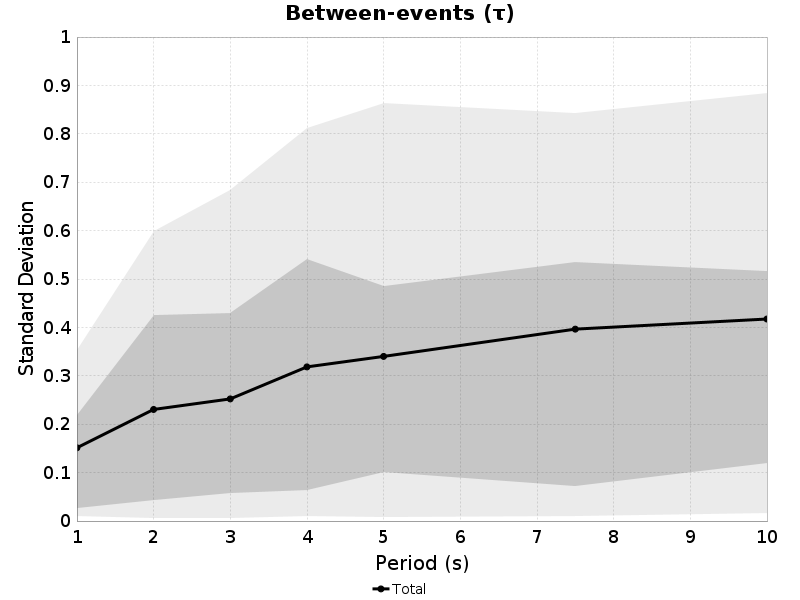 Between-events (τ)
1
0.9
0.8
0.7
0.6
0.5
0.4
0.3
0.2
0.1
0
Standard Deviation
1 2 3 4 5 6 7 8 9 10
Period (s)
Total